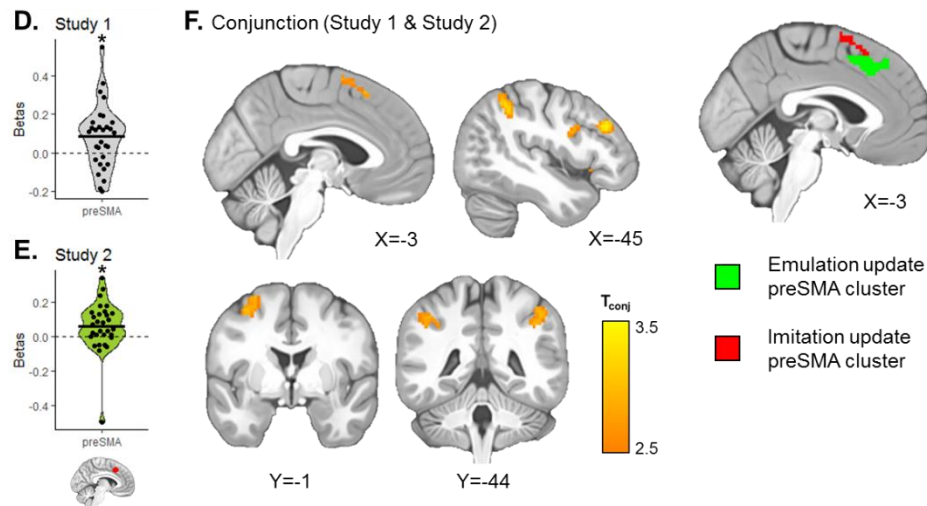 D. Study 1
*
Betas
0.4
0.2
0.0
-0.2
preSMA
E. Study 2
*
Betas
0.2
0.0
-0.2
-0.4
preSMA
F. Conjunction (Study 1 & Study 2)
X=-3
X=-45
Y=-1
Y=-44
Tconj
3.5
2.5
X=-3
Emulation update
preSMA cluster
Imitation update
preSMA cluster